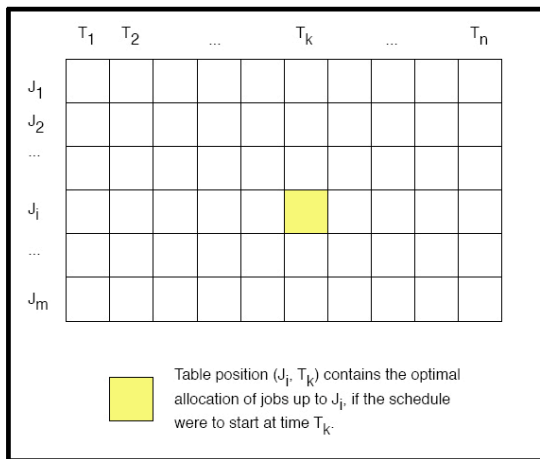 T1 T2 ... Tk ... Tn
J1
J2
...
Ji
...
Jm
Table position (Ji, Tk) contains the optimal
allocation of jobs up to Ji, if the schedule
were to start at time Tk.